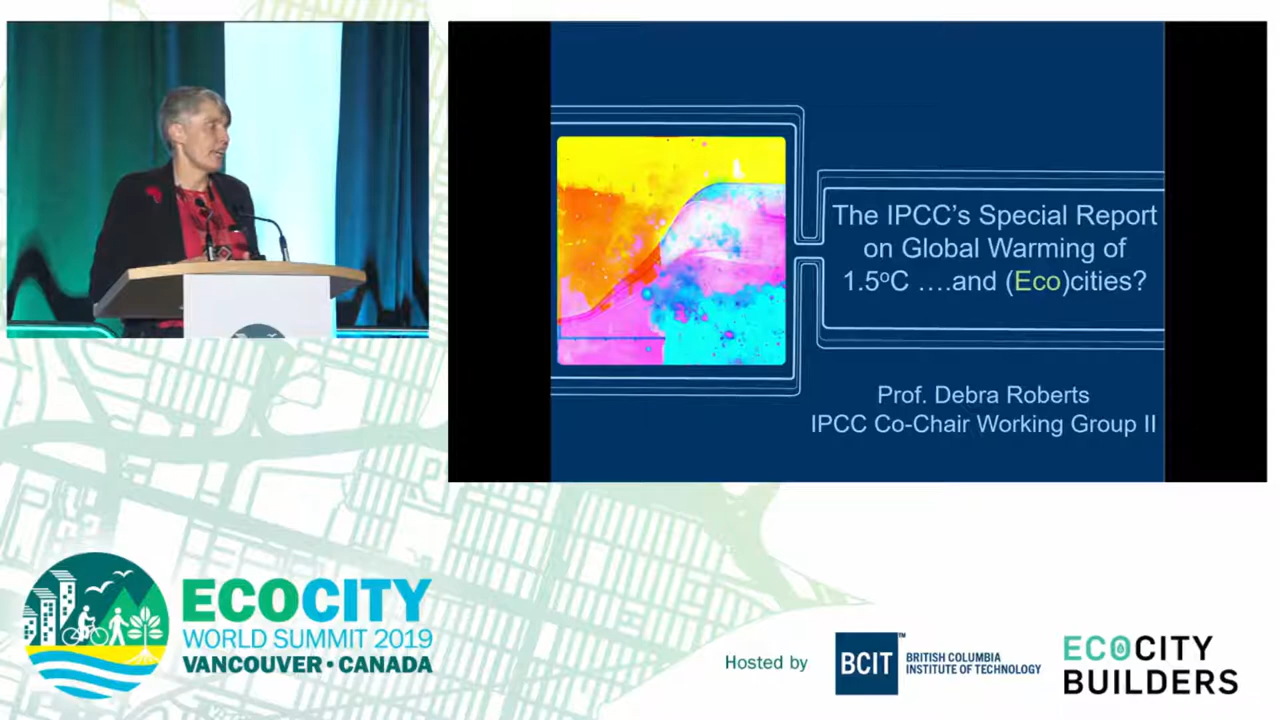 The IPCC’s Special Report
on Global Warming of
1.5ºC ….and (Eco)cities?
Prof. Debra Roberts
IPCC Co-Chair Working Group II
ECOCITY
WORLD SUMMIT 2019
VANCOUVER • CANADA
Hosted by
BCIT™
BRITISH COLUMBIA
INSTITUTE OF TECHNOLOGY
ECOCITY
BUILDERS